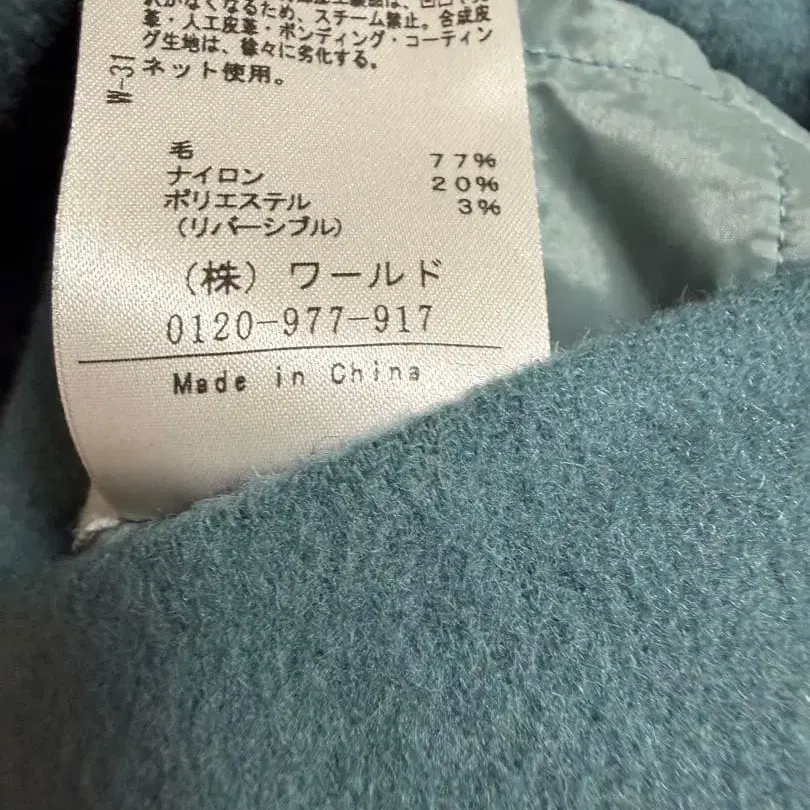 沢がなくなるため、スチーム禁止。合成皮
革・人工皮革・ボンディング・コーティン
グ生地は、徐々に劣化する。
ネット使用。
W-31
毛 77%
ナイロン 20%
ポリエステル 3%
(リバーシブル)
(株) ワールド
0120-977-917
Made in China